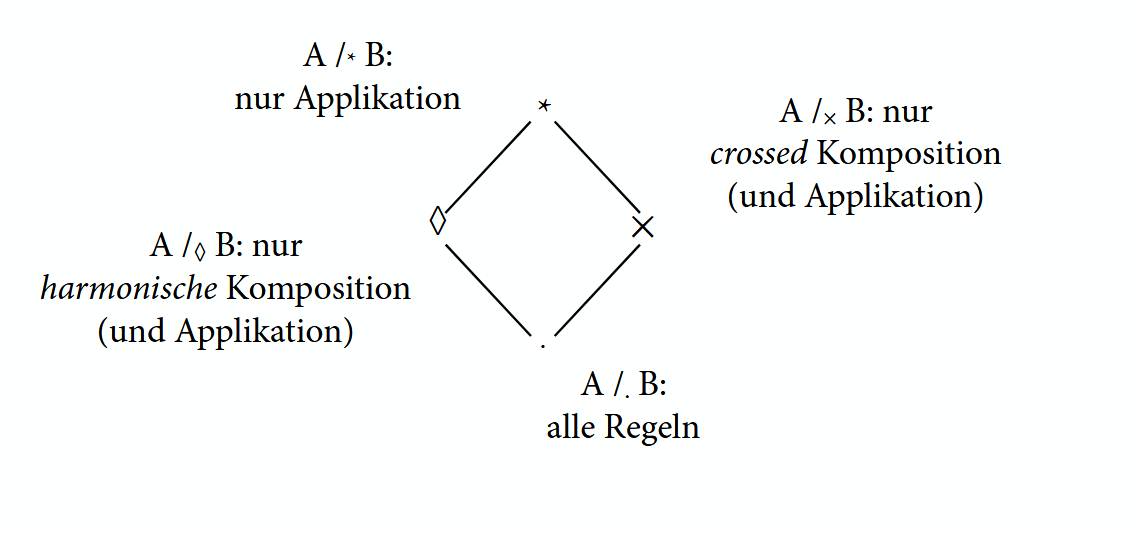 A /⋆ B:
nur Applikation
⋆
A /× B: nur
crossed Komposition
(und Applikation)
◊
×
A /◊ B: nur
harmonische Komposition
(und Applikation)
.
A /. B:
alle Regeln